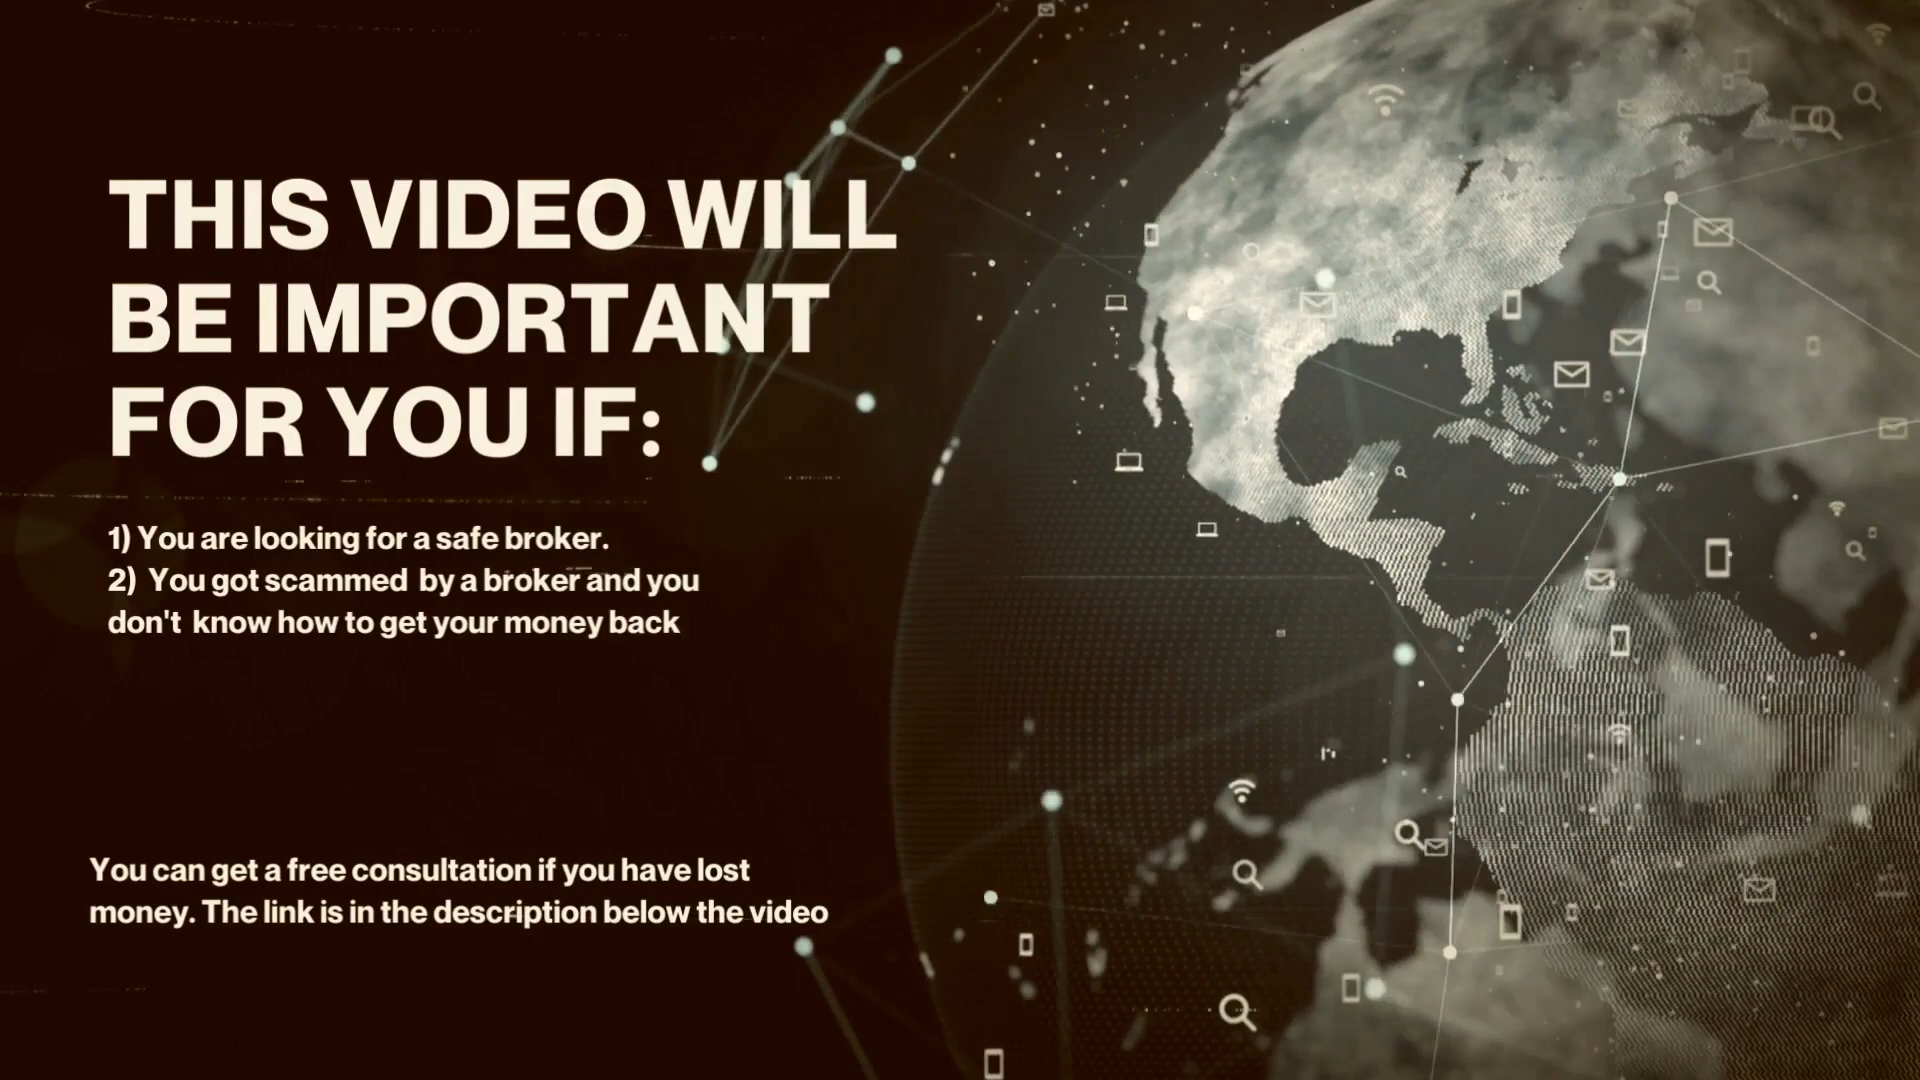 THIS VIDEO WILL
BE IMPORTANT
FOR YOU IF:
1) You are looking for a safe broker.
2)  You got scammed  by a broker and you
don't  know how to get your money back
You can get a free consultation if you have lost
money. The link is in the description below the video